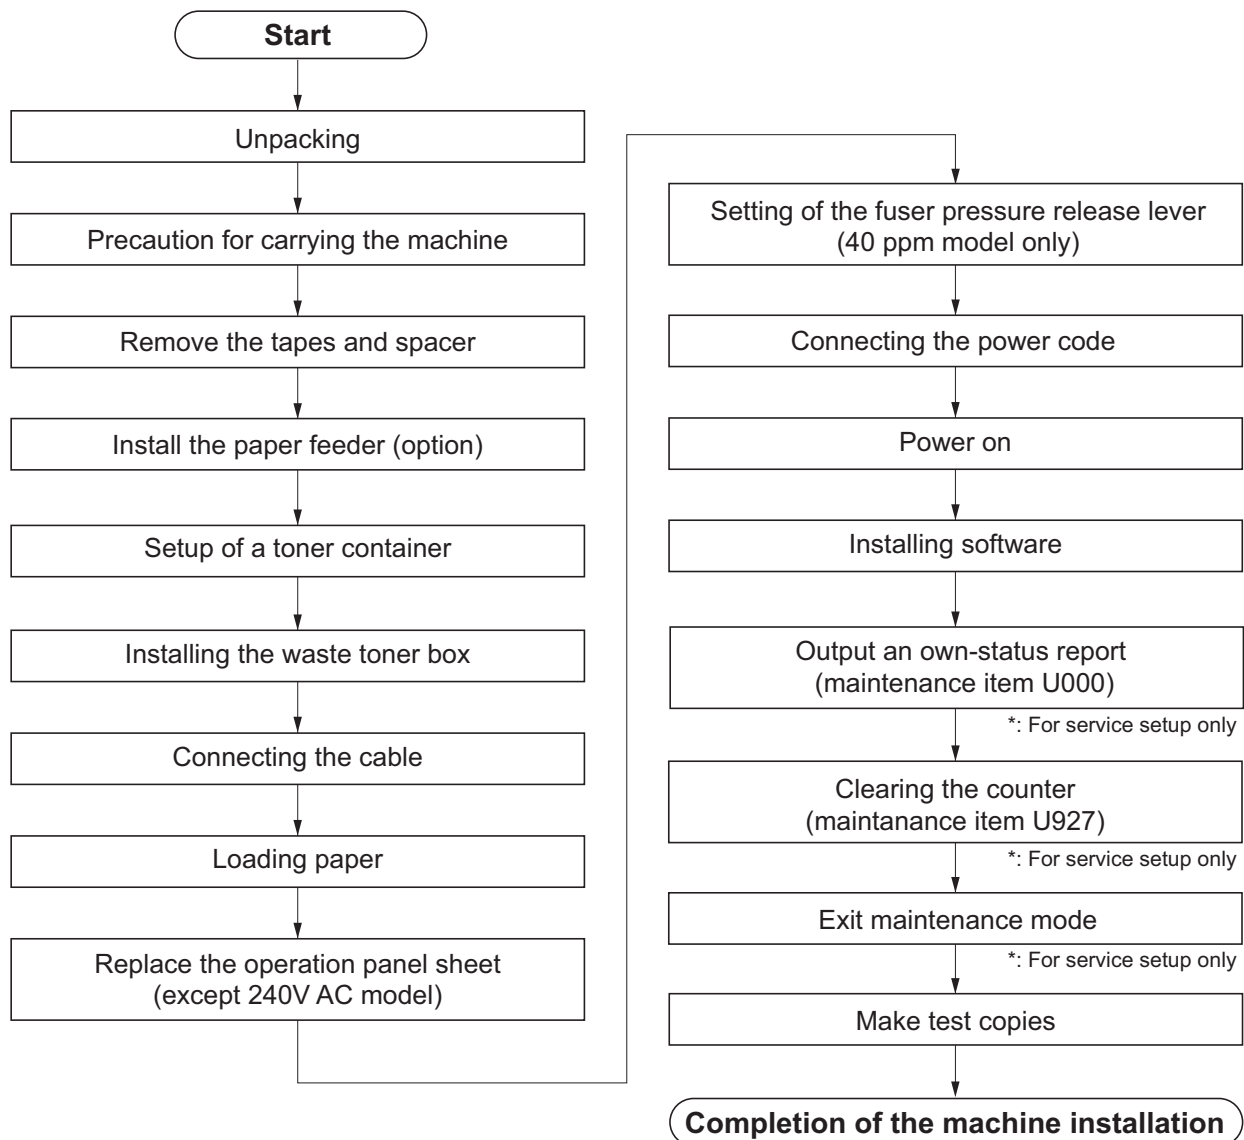 Start
Unpacking
Precaution for carrying the machine
Remove the tapes and spacer
Install the paper feeder (option)
Setup of a toner container
Installing the waste toner box
Connecting the cable
Loading paper
Replace the operation panel sheet
(except 240V AC model)
Setting of the fuser pressure release lever
(40 ppm model only)
Connecting the power code
Power on
Installing software
Output an own-status report
(maintenance item U000)
*: For service setup only
Clearing the counter
(maintanance item U927)
*: For service setup only
Exit maintenance mode
*: For service setup only
Make test copies
Completion of the machine installation